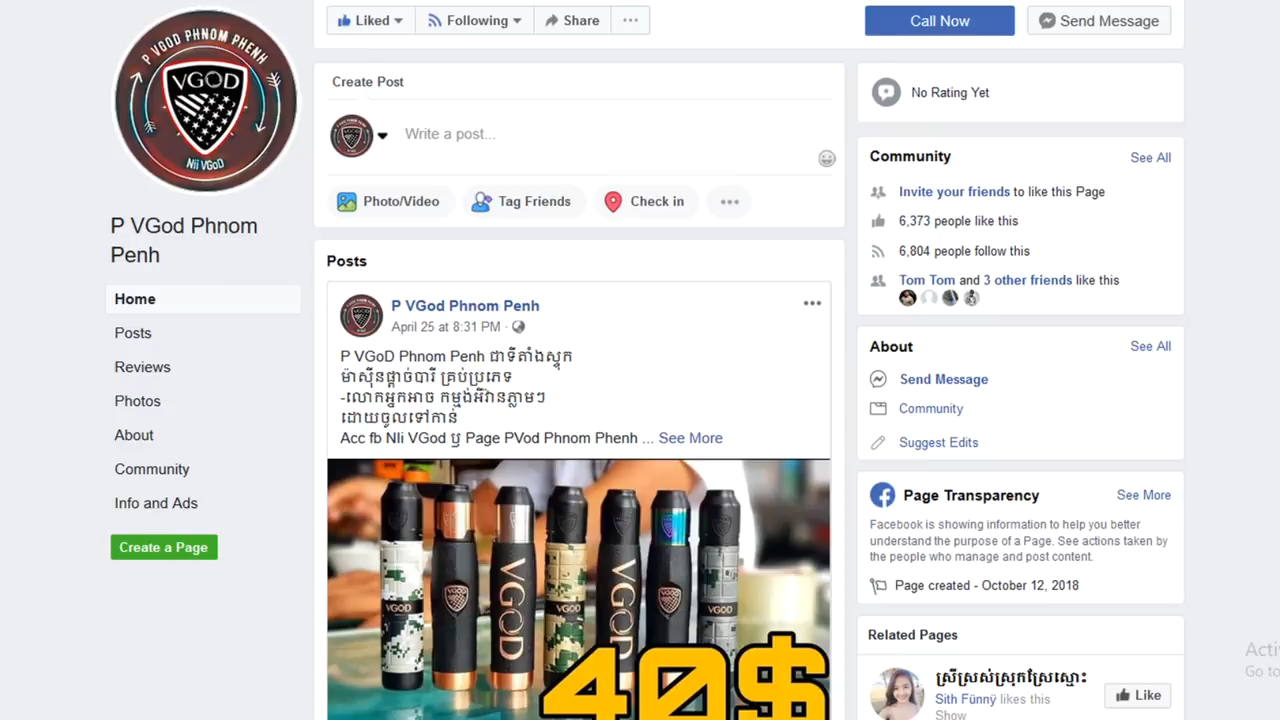 Liked
Following
Share
Call Now
Send Message
P VGOD PHNOM PHENH
VGOD
Nii VGoD
P VGod Phnom
Penh
Home
Posts
Reviews
Photos
About
Community
Info and Ads
Create a Page
Create Post
Write a post...
Photo/Video
Tag Friends
Check in
Posts
P VGod Phnom Penh
April 25 at 8:31 PM
P VGoD Phnom Penh ជាទីតាំងស្តុក
ម៉ាស៊ីនផ្តាច់បារី គ្រប់ប្រភេទ
-លោកអ្នកអាច កម្មង់អីវ៉ានភ្លាមៗ
ដោយចូលទៅកាន់
Acc fb NIi VGod ឫ Page PVod Phnom Phenh ... See More
VGOD
VGOD
VGOD
VGOD
VGOD
40$
No Rating Yet
Community
See All
Invite your friends to like this Page
6,373 people like this
6,804 people follow this
Tom Tom and 3 other friends like this
About
See All
Send Message
Community
Suggest Edits
Page Transparency
See More
Facebook is showing information to help you better
understand the purpose of a Page. See actions taken by
the people who manage and post content.
Page created - October 12, 2018
Related Pages
ស្រីស្រស់ស្រុកស្រែស្មោះ
Sith Fünnÿ likes this
Show
Like
Acti
Go to